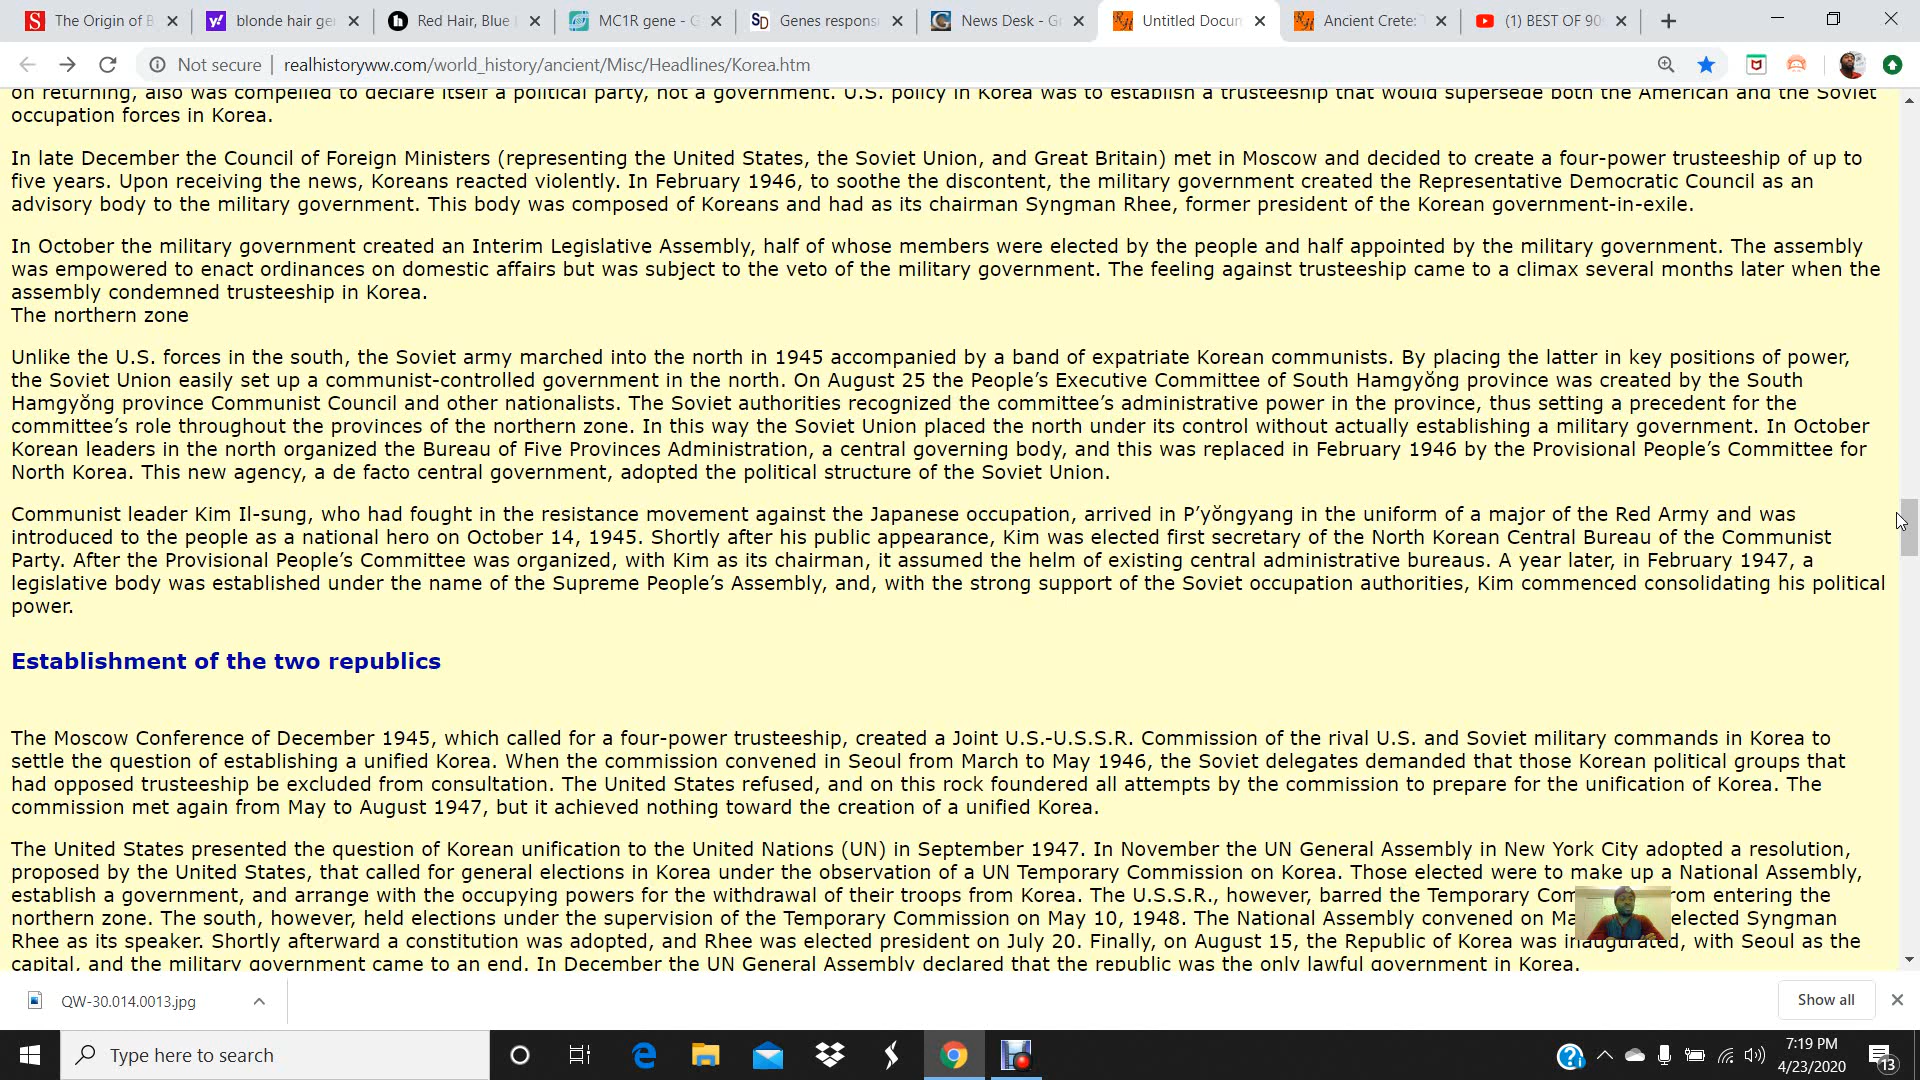 The Origin of B
blonde hair ge
Red Hair, Blue
MC1R gene - G
Genes respons
News Desk - G
Untitled Docun
Ancient Crete:
(1) BEST OF 90
Not secure
realhistoryww.com/world_history/ancient/Misc/Headlines/Korea.htm
on returning, also was compelled to declare itself a political party, not a government. U.S. policy in Korea was to establish a trusteeship that would supersede both the American and the Soviet
occupation forces in Korea.
In late December the Council of Foreign Ministers (representing the United States, the Soviet Union, and Great Britain) met in Moscow and decided to create a four-power trusteeship of up to
five years. Upon receiving the news, Koreans reacted violently. In February 1946, to soothe the discontent, the military government created the Representative Democratic Council as an
advisory body to the military government. This body was composed of Koreans and had as its chairman Syngman Rhee, former president of the Korean government-in-exile.
In October the military government created an Interim Legislative Assembly, half of whose members were elected by the people and half appointed by the military government. The assembly
was empowered to enact ordinances on domestic affairs but was subject to the veto of the military government. The feeling against trusteeship came to a climax several months later when the
assembly condemned trusteeship in Korea.
The northern zone
Unlike the U.S. forces in the south, the Soviet army marched into the north in 1945 accompanied by a band of expatriate Korean communists. By placing the latter in key positions of power,
the Soviet Union easily set up a communist-controlled government in the north. On August 25 the People’s Executive Committee of South Hamgyŏng province was created by the South
Hamgyŏng province Communist Council and other nationalists. The Soviet authorities recognized the committee’s administrative power in the province, thus setting a precedent for the
committee’s role throughout the provinces of the northern zone. In this way the Soviet Union placed the north under its control without actually establishing a military government. In October
Korean leaders in the north organized the Bureau of Five Provinces Administration, a central governing body, and this was replaced in February 1946 by the Provisional People’s Committee for
North Korea. This new agency, a de facto central government, adopted the political structure of the Soviet Union.
Communist leader Kim Il-sung, who had fought in the resistance movement against the Japanese occupation, arrived in P’yŏngyang in the uniform of a major of the Red Army and was
introduced to the people as a national hero on October 14, 1945. Shortly after his public appearance, Kim was elected first secretary of the North Korean Central Bureau of the Communist
Party. After the Provisional People’s Committee was organized, with Kim as its chairman, it assumed the helm of existing central administrative bureaus. A year later, in February 1947, a
legislative body was established under the name of the Supreme People’s Assembly, and, with the strong support of the Soviet occupation authorities, Kim commenced consolidating his political
power.
Establishment of the two republics
The Moscow Conference of December 1945, which called for a four-power trusteeship, created a Joint U.S.-U.S.S.R. Commission of the rival U.S. and Soviet military commands in Korea to
settle the question of establishing a unified Korea. When the commission convened in Seoul from March to May 1946, the Soviet delegates demanded that those Korean political groups that
had opposed trusteeship be excluded from consultation. The United States refused, and on this rock foundered all attempts by the commission to prepare for the unification of Korea. The
commission met again from May to August 1947, but it achieved nothing toward the creation of a unified Korea.
The United States presented the question of Korean unification to the United Nations (UN) in September 1947. In November the UN General Assembly in New York City adopted a resolution,
proposed by the United States, that called for general elections in Korea under the observation of a UN Temporary Commission on Korea. Those elected were to make up a National Assembly,
establish a government, and arrange with the occupying powers for the withdrawal of their troops from Korea. The U.S.S.R., however, barred the Temporary Com om entering the
northern zone. The south, however, held elections under the supervision of the Temporary Commission on May 10, 1948. The National Assembly convened on Ma elected Syngman
Rhee as its speaker. Shortly afterward a constitution was adopted, and Rhee was elected president on July 20. Finally, on August 15, the Republic of Korea was inaugurated, with Seoul as the
capital, and the military government came to an end. In December the UN General Assembly declared that the republic was the only lawful government in Korea.
QW-30.014.0013.jpg
Show all
Type here to search
7:19 PM
4/23/2020
13